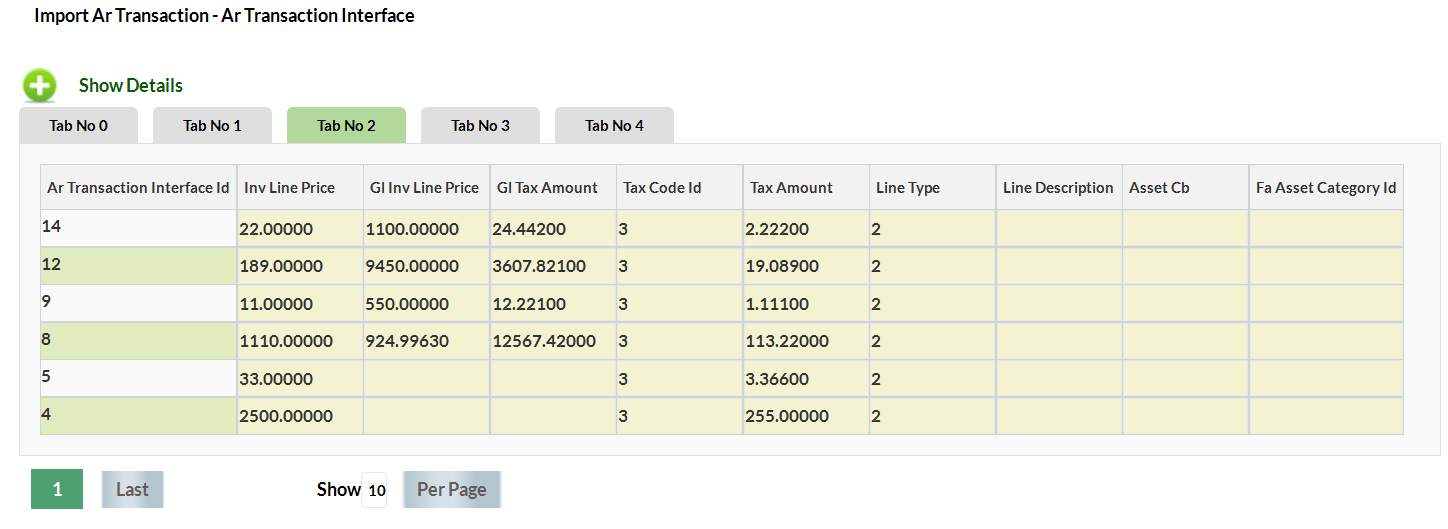 Import Ar Transaction - Ar Transaction Interface
Show Details
Tab No 0 Tab No 1 Tab No 2 Tab No 3 Tab No 4
Ar Transaction Interface Id Inv Line Price Gl Inv Line Price Gl Tax Amount Tax Code Id Tax Amount Line Type Line Description Asset Cb Fa Asset Category Id
14 22.00000 1100.00000 24.44200 3 2.22200 2
12 189.00000 9450.00000 3607.82100 3 19.08900 2
9 11.00000 550.00000 12.22100 3 1.11100 2
8 1110.00000 924.99630 12567.42000 3 113.22000 2
5 33.00000 3 3.36600 2
4 2500.00000 3 255.00000 2
1 Last Show 10 Per Page